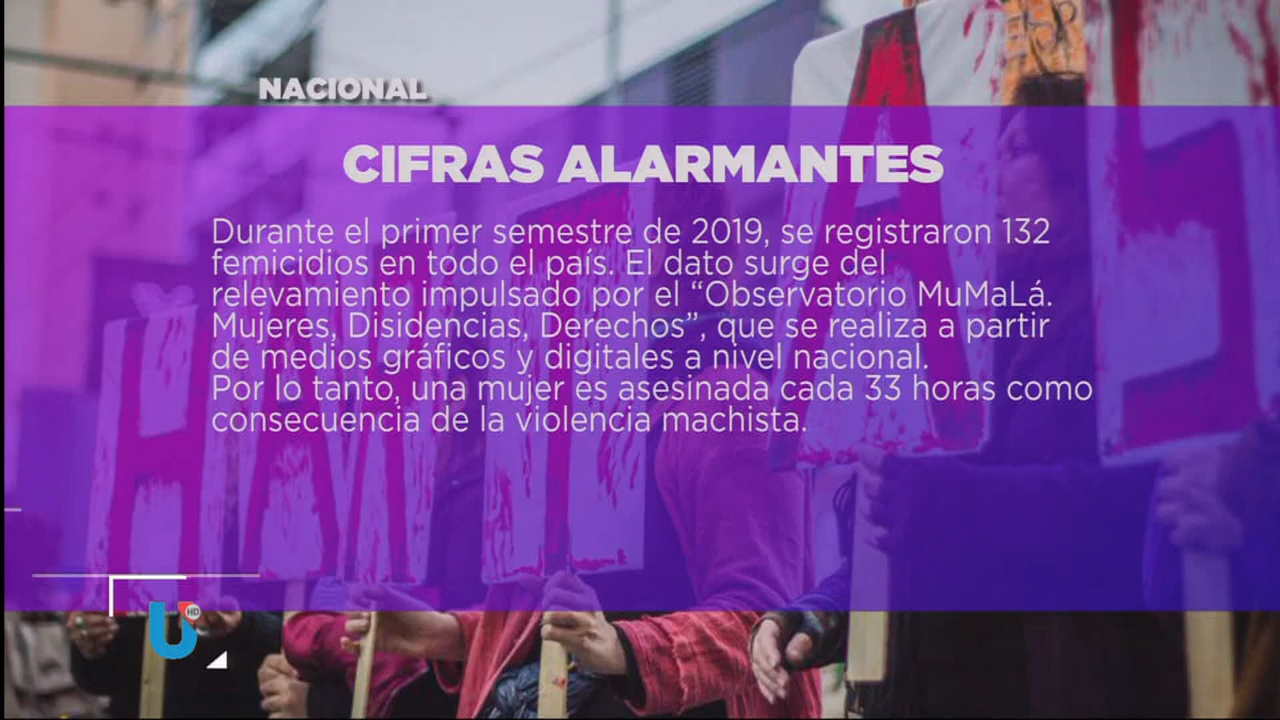 NACIONAL
CIFRAS ALARMANTES
Durante el primer semestre de 2019, se registraron 132
femicidios en todo el país. El dato surge del
relevamiento impulsado por el “Observatorio MuMaLá.
Mujeres, Disidencias, Derechos”, que se realiza a partir
de medios gráficos y digitales a nivel nacional.
Por lo tanto, una mujer es asesinada cada 33 horas como
consecuencia de la violencia machista.
U HD